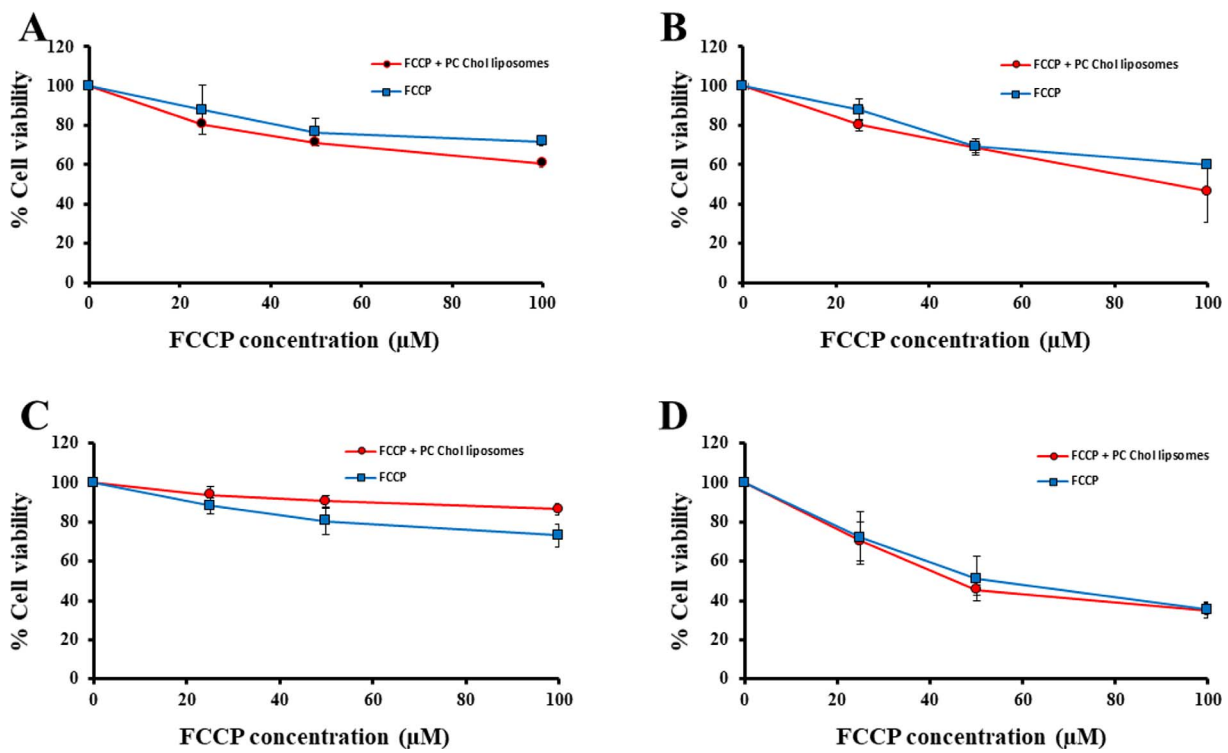 A
120
100
80
60
40
20
0
% Cell viability
FCCP + PC Chol liposomes
FCCP
0 20 40 60 80 100
FCCP concentration (µM)
B
120
100
80
60
40
20
0
% Cell viability
FCCP + PC Chol liposomes
FCCP
0 20 40 60 80 100
FCCP concentration (µM)
C
120
100
80
60
40
20
0
% Cell viability
FCCP + PC Chol liposomes
FCCP
0 20 40 60 80 100
FCCP concentration (µM)
D
120
100
80
60
40
20
0
% Cell viability
FCCP + PC Chol lipsomes
FCCP
0 20 40 60 80 100
FCCP concentration (µM)